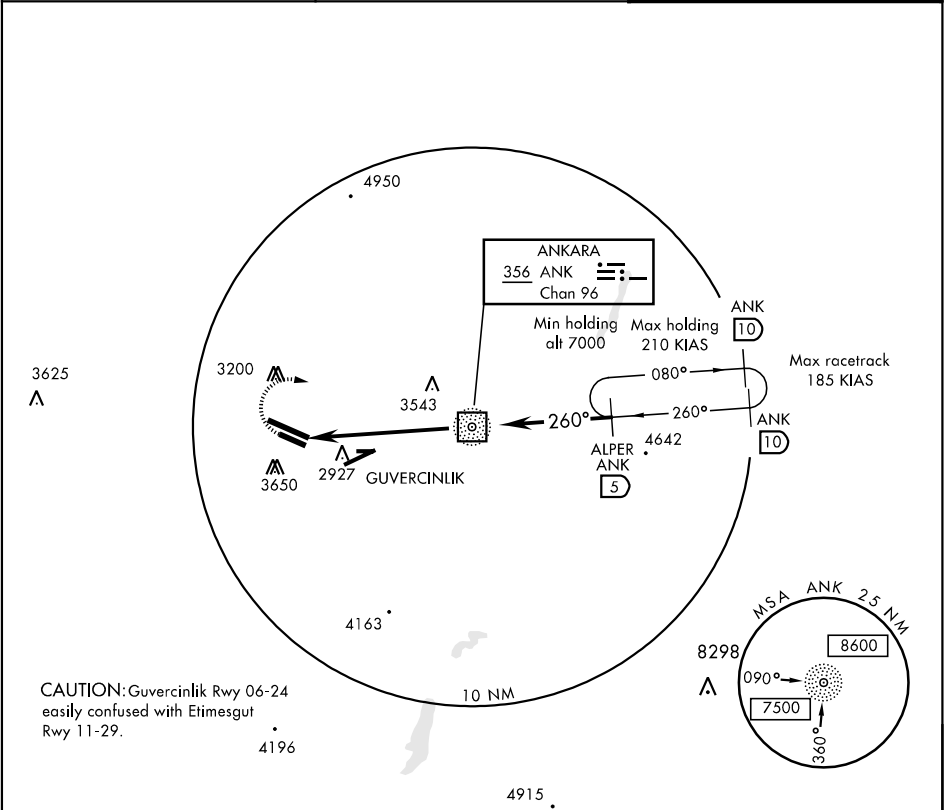 4950
ANKARA
356 ANK
Chan 96
Min holding
alt 7000
Max holding
210 KIAS
ANK
10
Max racetrack
185 KIAS
3625
3200
3543
080°
260°
260°
ANK
10
ALPER
ANK
5
4642
2927
GUVERCINLIK
3650
4163
10 NM
MSA ANK 25 NM
8298
8600
090°
7500
360°
CAUTION: Guvercinlik Rwy 06-24
easily confused with Etimesgut
Rwy 11-29.
4196
4915